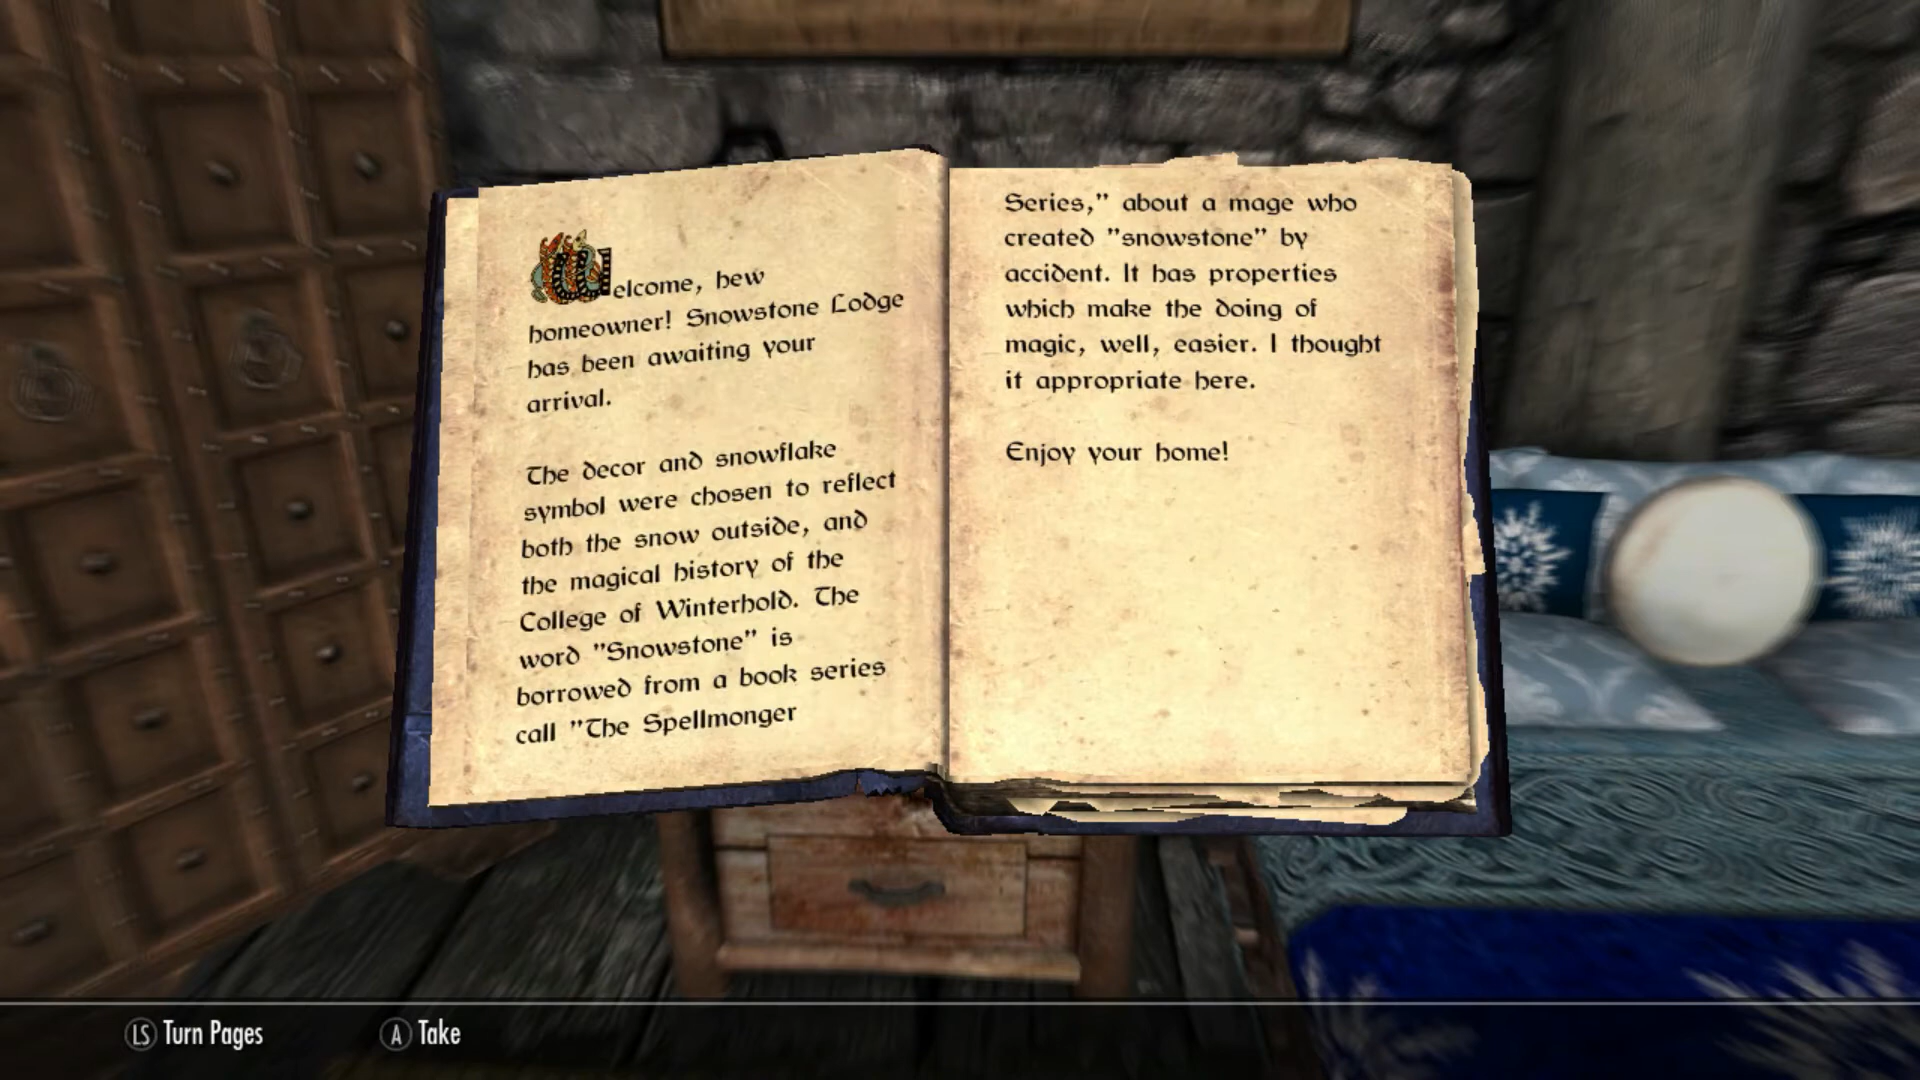 Welcome, hew
homeowner! Snowstone Lodge
has been awaiting your
arrival.
The decor and snowflake
symbol were chosen to reflect
both the snow outside, and
the magical history of the
College of Winterhold. The
word "Snowstone" is
borrowed from a book series
call "The Spellmonger
Series," about a mage who
created "snowstone" by
accident. It has properties
which make the doing of
magic, well, easier. I thought
it appropriate here.
Enjoy your home!
LS Turn Pages
A Take